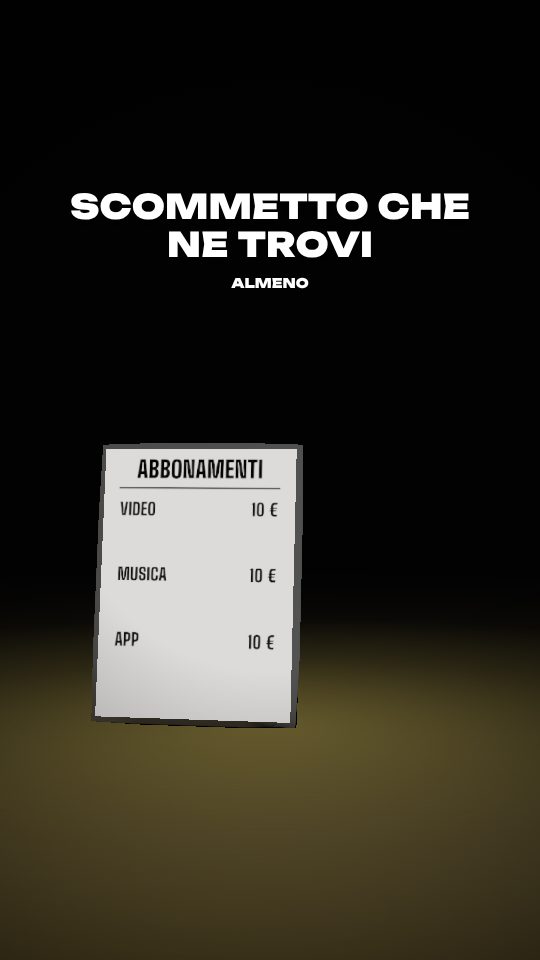 SCOMMETTO CHE
NE TROVI
ALMENO
ABBONAMENTI
VIDEO 10 €
MUSICA 10 €
APP 10 €